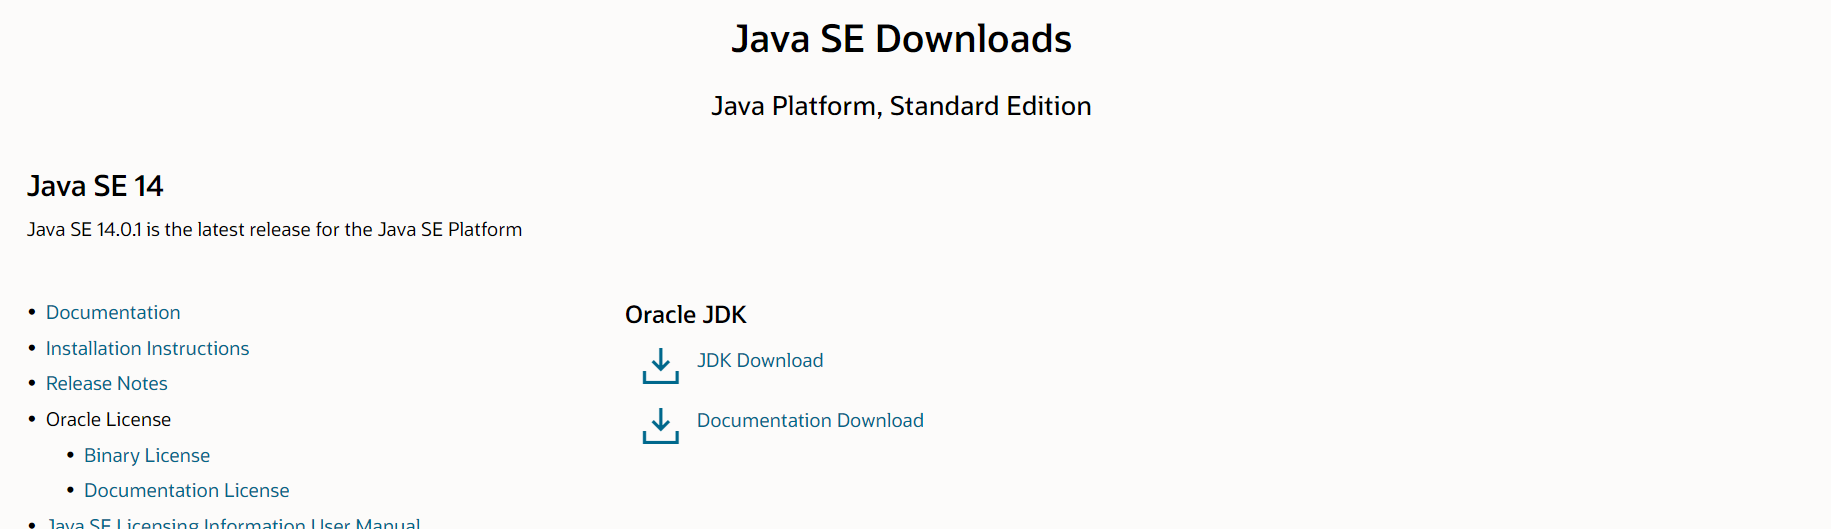 Java SE Downloads
Java Platform, Standard Edition
Java SE 14
Java SE 14.0.1 is the latest release for the Java SE Platform
Documentation
Installation Instructions
Release Notes
Oracle License
Binary License
Documentation License
Java SE Licensing Information User Manual
Oracle JDK
JDK Download
Documentation Download